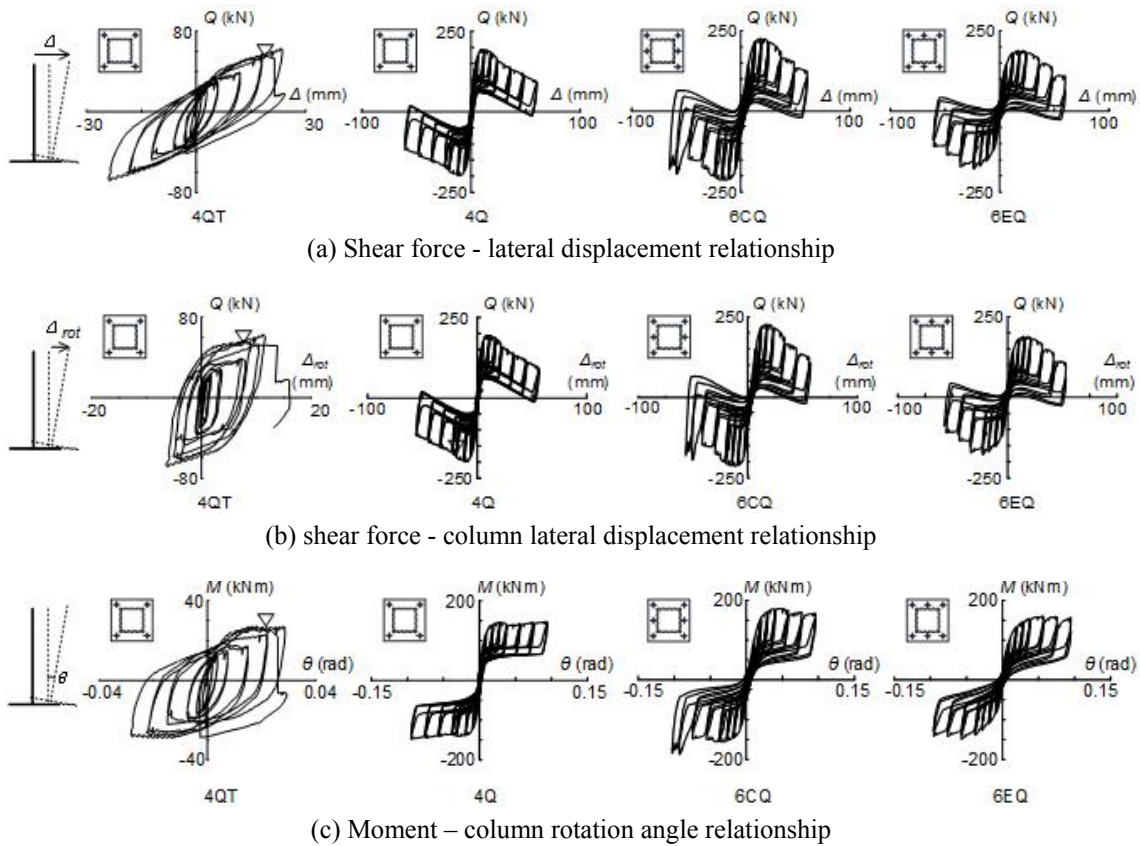 Q (kN) Q (kN) Q (kN) Q (kN)
80 250 250 250
Δ
Δ (mm) Δ (mm) Δ (mm) Δ (mm)
-30 30 -100 100 -100 100 -100 100
-80 -250 -250 -250
4QT 4Q 6CQ 6EQ
(a) Shear force - lateral displacement relationship
Q (kN) Q (kN) Q (kN) Q (kN)
80 250 250 250
Δrot
Δrot Δrot Δrot Δrot
(mm) (mm) (mm) (mm)
-20 20 -100 100 -100 100 -100 100
-80 -250 -250 -250
4QT 4Q 6CQ 6EQ
(b) shear force - column lateral displacement relationship
M (kNm) M (kNm) M (kNm) M (kNm)
40 200 200 200
θ
θ (rad) θ (rad) θ (rad) θ (rad)
-0.04 0.04 -0.15 0.15 -0.15 0.15 -0.15 0.15
-40 -200 -200 -200
4QT 4Q 6CQ 6EQ
(c) Moment – column rotation angle relationship